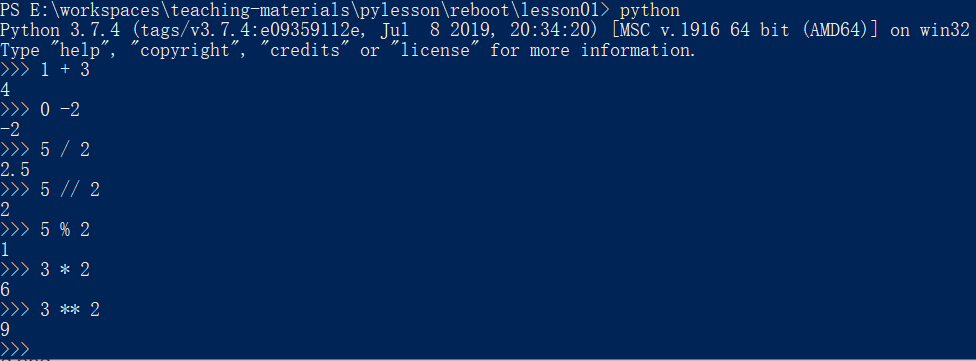 PS E:\workspaces\teaching-materials\pylesson\reboot\lesson01> python
Python 3.7.4 (tags/v3.7.4:e09359112e, Jul  8 2019, 20:34:20) [MSC v.1916 64 bit (AMD64)] on win32
Type "help", "copyright", "credits" or "license" for more information.
>>> 1 + 3
4
>>> 0 -2
-2
>>> 5 / 2
2.5
>>> 5 // 2
2
>>> 5 % 2
1
>>> 3 * 2
6
>>> 3 ** 2
9
>>>